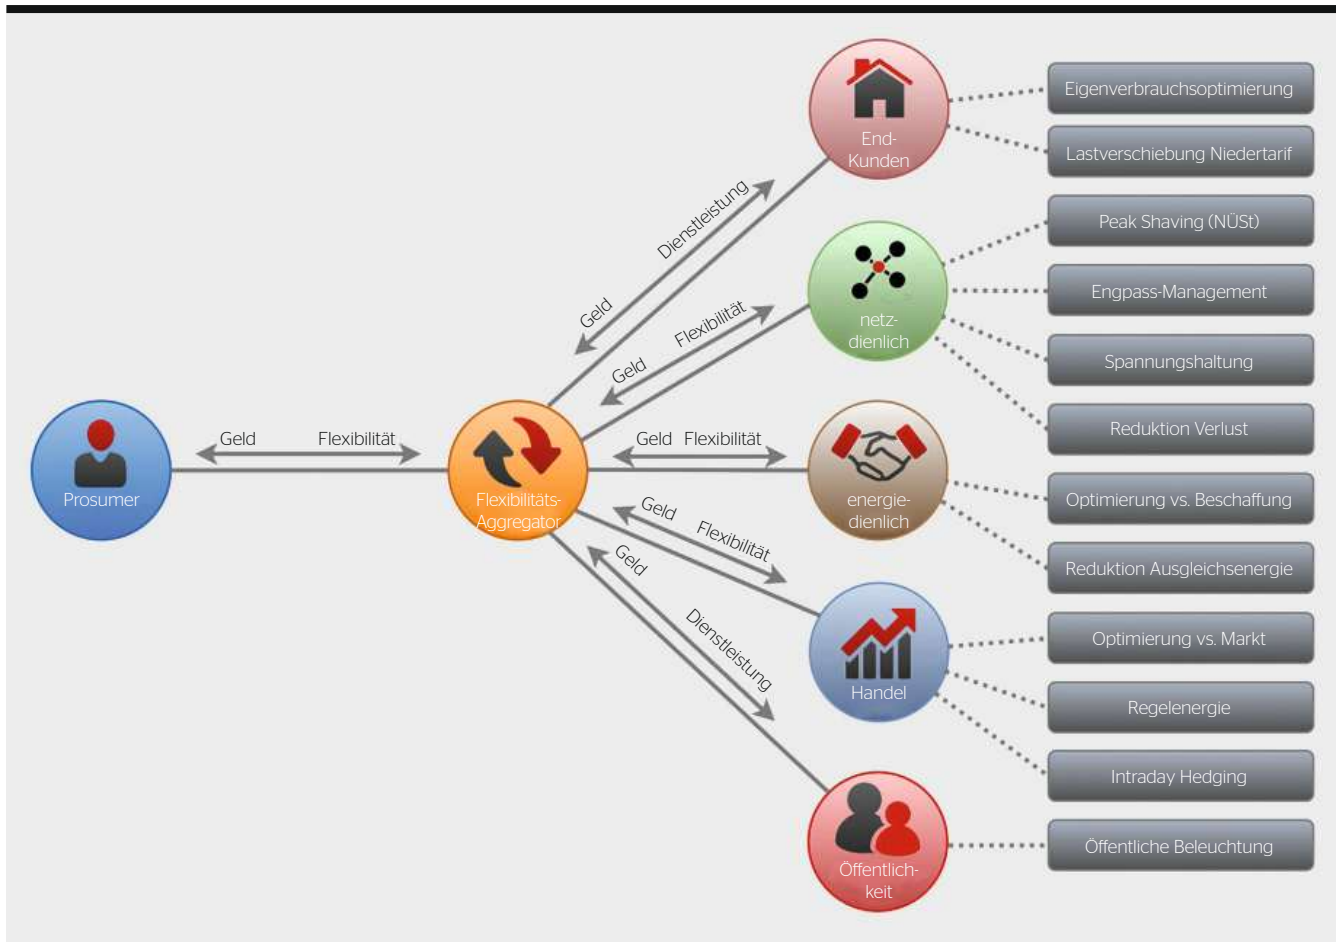 Prosumer
Geld
Flexibilität
Flexibilitäts-
Aggregator
Geld
Dienstleistung
Geld
Flexibilität
Geld
Flexibilität
Geld
Flexibilität
Geld
Dienstleistung
End-
Kunden
netz-
dienlich
energie-
dienlich
Handel
Öffentlich-
keit
Eigenverbrauchsoptimierung
Lastverschiebung Niedertarif
Peak Shaving (NÜSt)
Engpass-Management
Spannungshaltung
Reduktion Verlust
Optimierung vs. Beschaffung
Reduktion Ausgleichsenergie
Optimierung vs. Markt
Regelenergie
Intraday Hedging
Öffentliche Beleuchtung